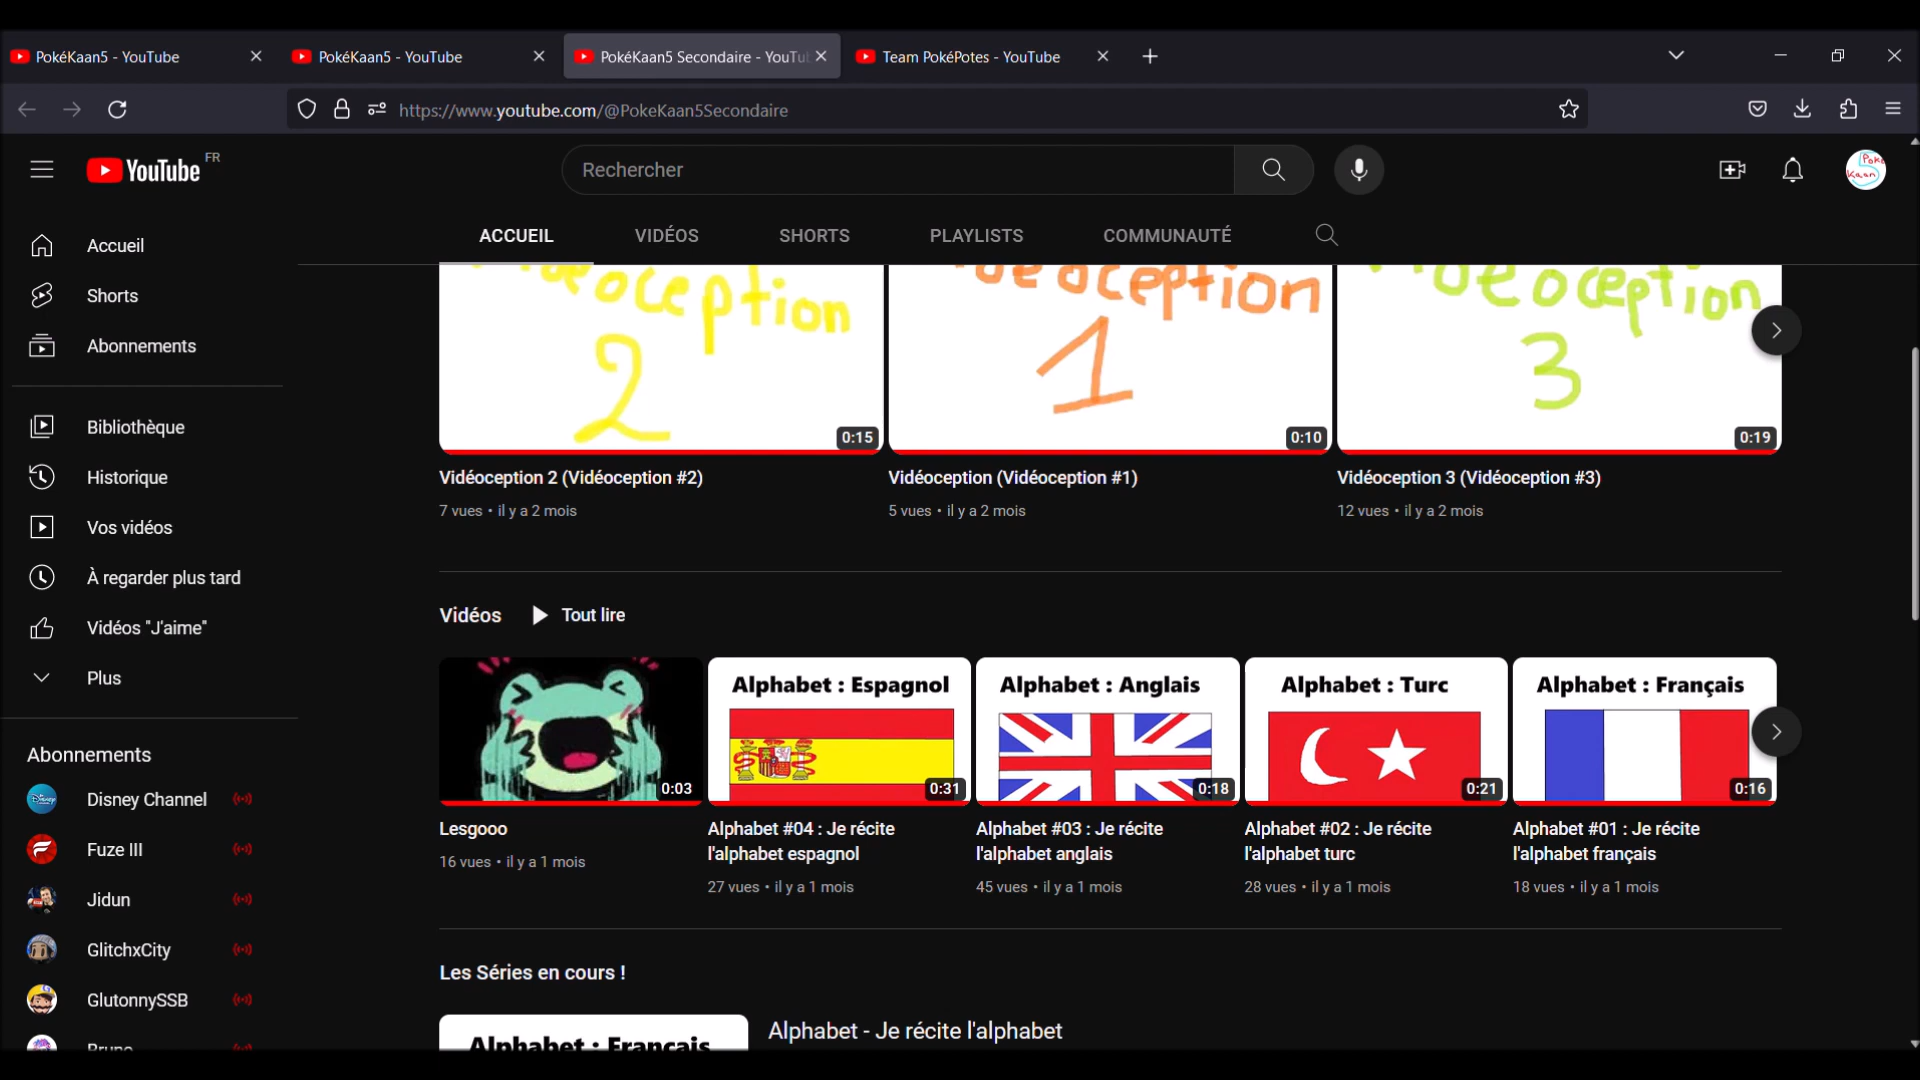 PokéKaan5 - YouTube
PokéKaan5 - YouTube
PokéKaan5 Secondaire - YouTu
Team PokéPotes - YouTube
https://www.youtube.com/@PokeKaan5Secondaire
YouTube FR
Rechercher
Poké
Kaan
5
ACCUEIL
VIDÉOS
SHORTS
PLAYLISTS
COMMUNAUTÉ
Accueil
Shorts
Abonnements
Bibliothèque
Historique
Vos vidéos
À regarder plus tard
Vidéos "J'aime"
Plus
Abonnements
Disney Channel
Fuze III
Jidun
GlitchxCity
GlutonnySSB
2
0:15
Vidéoception 2 (Vidéoception #2)
7 vues • il y a 2 mois
1
0:10
Vidéoception (Vidéoception #1)
5 vues • il y a 2 mois
3
0:19
Vidéoception 3 (Vidéoception #3)
12 vues • il y a 2 mois
Vidéos
Tout lire
0:03
Lesgooo
16 vues • il y a 1 mois
Alphabet : Espagnol
0:31
Alphabet #04 : Je récite
l'alphabet espagnol
27 vues • il y a 1 mois
Alphabet : Anglais
0:18
Alphabet #03 : Je récite
l'alphabet anglais
45 vues • il y a 1 mois
Alphabet : Turc
0:21
Alphabet #02 : Je récite
l'alphabet turc
28 vues • il y a 1 mois
Alphabet : Français
0:16
Alphabet #01 : Je récite
l'alphabet français
18 vues • il y a 1 mois
Les Séries en cours !
Alphabet : Français
Alphabet - Je récite l'alphabet